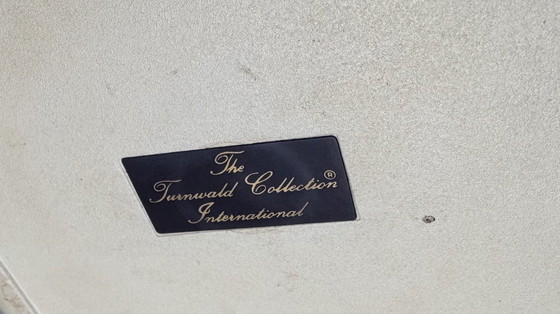 The
Turnwald Collection®
International